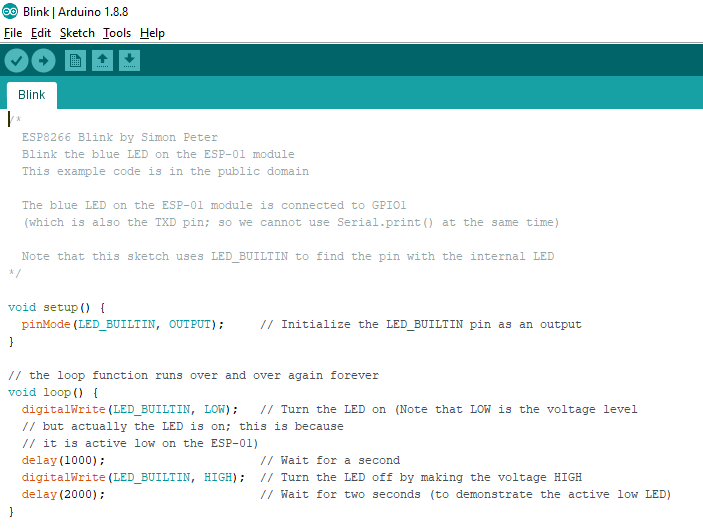 Blink | Arduino 1.8.8
File Edit Sketch Tools Help
Blink
/*
  ESP8266 Blink by Simon Peter
  Blink the blue LED on the ESP-01 module
  This example code is in the public domain

  The blue LED on the ESP-01 module is connected to GPIO1
  (which is also the TXD pin; so we cannot use Serial.print() at the same time)

  Note that this sketch uses LED_BUILTIN to find the pin with the internal LED
*/

void setup() {
  pinMode(LED_BUILTIN, OUTPUT);     // Initialize the LED_BUILTIN pin as an output
}

// the loop function runs over and over again forever
void loop() {
  digitalWrite(LED_BUILTIN, LOW);   // Turn the LED on (Note that LOW is the voltage level
  // but actually the LED is on; this is because
  // it is active low on the ESP-01)
  delay(1000);                      // Wait for a second
  digitalWrite(LED_BUILTIN, HIGH);  // Turn the LED off by making the voltage HIGH
  delay(2000);                      // Wait for two seconds (to demonstrate the active low LED)
}